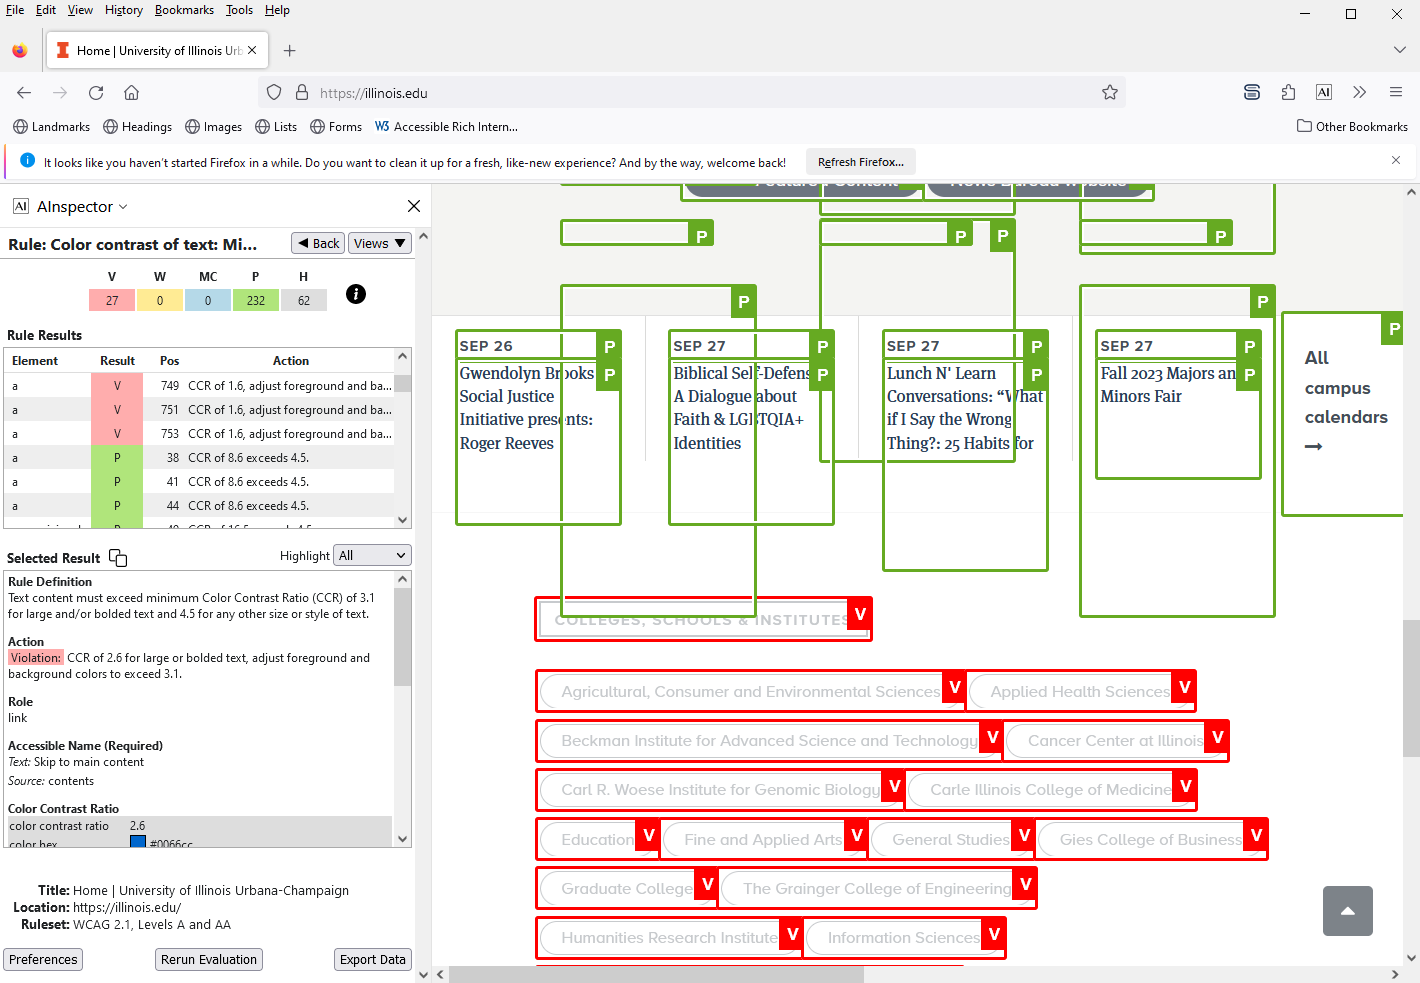 File Edit View History Bookmarks Tools Help
Home | University of Illinois Urb
https://illinois.edu
Landmarks Headings Images Lists Forms W3 Accessible Rich Intern... Other Bookmarks
It looks like you haven't started Firefox in a while. Do you want to clean it up for a fresh, like-new experience? And by the way, welcome back! Refresh Firefox...
AI AInspector
Rule: Color contrast of text: Mi... ◀ Back Views ▼
V W MC P H
27 0 0 232 62
Rule Results
Element Result Pos Action
a V 749 CCR of 1.6, adjust foreground and ba...
a V 751 CCR of 1.6, adjust foreground and ba...
a V 753 CCR of 1.6, adjust foreground and ba...
a P 38 CCR of 8.6 exceeds 4.5.
a P 41 CCR of 8.6 exceeds 4.5.
a P 44 CCR of 8.6 exceeds 4.5.
Selected Result Highlight All
Rule Definition
Text content must exceed minimum Color Contrast Ratio (CCR) of 3.1
for large and/or bolded text and 4.5 for any other size or style of text.
Action
Violation: CCR of 2.6 for large or bolded text, adjust foreground and
background colors to exceed 3.1.
Role
link
Accessible Name (Required)
Text: Skip to main content
Source: contents
Color Contrast Ratio
color contrast ratio 2.6
color hex #0066cc
Title: Home | University of Illinois Urbana-Champaign
Location: https://illinois.edu/
Ruleset: WCAG 2.1, Levels A and AA
Preferences Rerun Evaluation Export Data
P P P P
P P P
SEP 26 P SEP 27 P SEP 27 P SEP 27 P
Gwendolyn Brooks P
Social Justice
Initiative presents:
Roger Reeves
Biblical Self-Defens P
A Dialogue about
Faith & LGBTQIA+
Identities
Lunch N' Learn P
Conversations: “What
if I Say the Wrong
Thing?: 25 Habits for
Fall 2023 Majors an P
Minors Fair
All
campus
calendars
→
COLLEGES, SCHOOLS & INSTITUTES V
Agricultural, Consumer and Environmental Sciences V Applied Health Sciences V
Beckman Institute for Advanced Science and Technology V Cancer Center at Illinois V
Carl R. Woese Institute for Genomic Biology V Carle Illinois College of Medicine V
Education V Fine and Applied Arts V General Studies V Gies College of Business V
Graduate College V The Grainger College of Engineering V
Humanities Research Institute V Information Sciences V